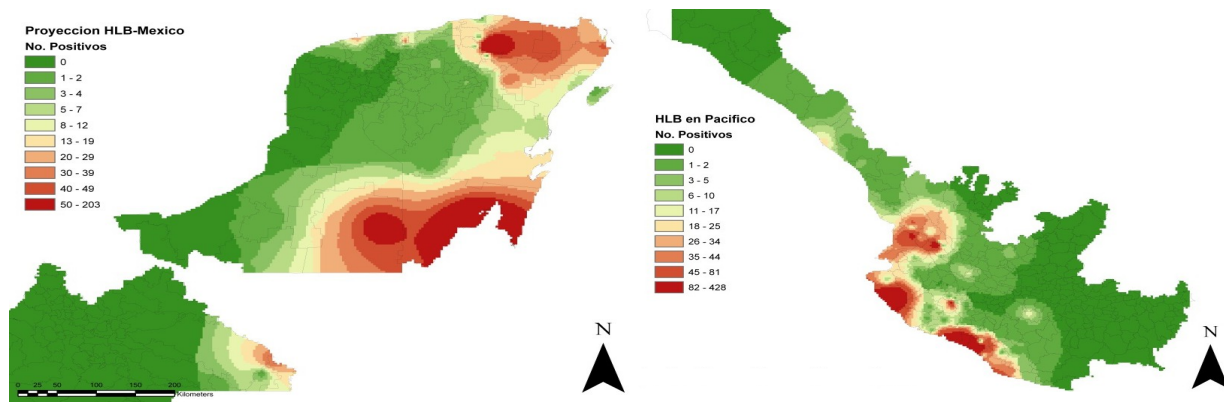 Proyeccion HLB-Mexico
No. Positivos
0
1 - 2
3 - 4
5 - 7
8 - 12
13 - 19
20 - 29
30 - 39
40 - 49
50 - 203
N
0 25 50 100 150 200
Kilometers
HLB en Pacifico
No. Positivos
0
1 - 2
3 - 5
6 - 10
11 - 17
18 - 25
26 - 34
35 - 44
45 - 81
82 - 428
N